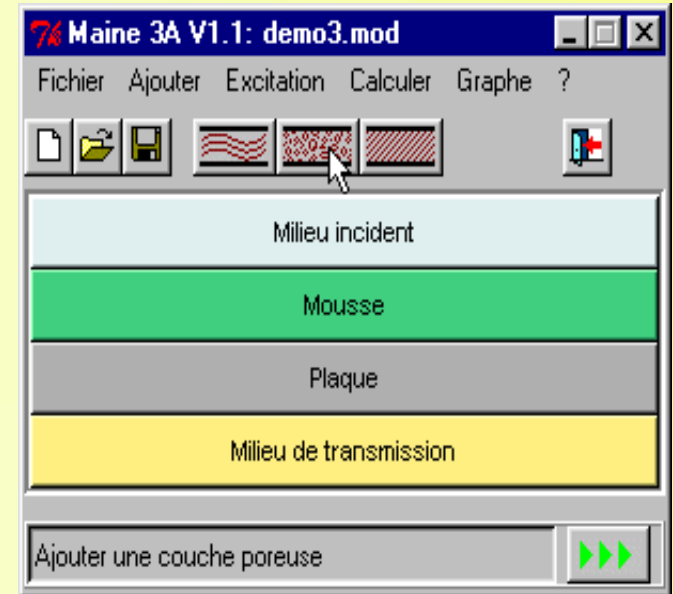 Maine 3A V1.1: demo3.mod
Fichier Ajouter Excitation Calculer Graphe ?
Milieu incident
Mousse
Plaque
Milieu de transmission
Ajouter une couche poreuse